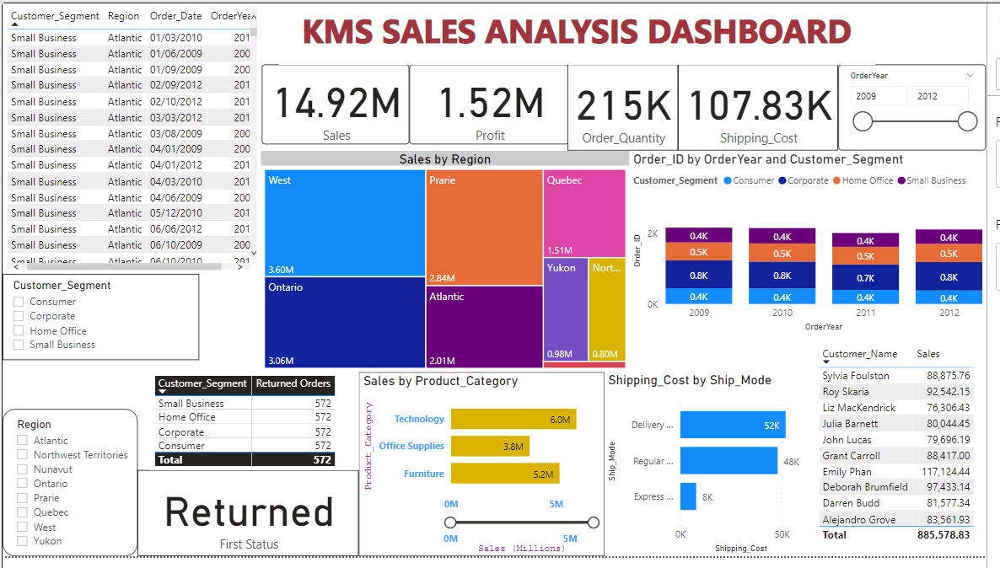 KMS SALES ANALYSIS DASHBOARD
Customer_Segment Region Order_Date OrderYea
Small Business Atlantic 01/03/2010 201
Small Business Atlantic 01/06/2009 200
Small Business Atlantic 01/09/2009 200
Small Business Atlantic 02/09/2012 201
Small Business Atlantic 02/10/2012 201
Small Business Atlantic 03/03/2012 201
Small Business Atlantic 03/08/2009 200
Small Business Atlantic 04/01/2009 200
Small Business Atlantic 04/01/2012 201
Small Business Atlantic 04/03/2010 201
Small Business Atlantic 04/06/2009 200
Small Business Atlantic 05/12/2010 201
Small Business Atlantic 06/06/2012 201
Small Business Atlantic 06/10/2009 200
Small Business Atlantic 06/10/2010 201
14.92M
Sales
1.52M
Profit
215K
Order_Quantity
107.83K
Shipping_Cost
OrderYear
2009 2012
Sales by Region
West
3.60M
Ontario
3.06M
Prarie
2.84M
Atlantic
2.01M
Quebec
1.51M
Yukon
0.98M
Nort...
0.80M
Order_ID by OrderYear and Customer_Segment
Customer_Segment Consumer Corporate Home Office Small Business
Order_ID
2K
0K
0.4K 0.4K 0.4K 0.4K
0.5K 0.5K 0.5K 0.5K
0.8K 0.8K 0.7K 0.8K
0.4K 0.4K 0.4K 0.4K
2009 2010 2011 2012
OrderYear
Customer_Segment
Consumer
Corporate
Home Office
Small Business
Region
Atlantic
Northwest Territories
Nunavut
Ontario
Prarie
Quebec
West
Yukon
Customer_Segment Returned Orders
Small Business 572
Home Office 572
Corporate 572
Consumer 572
Total 572
Returned
First Status
Sales by Product_Category
Product_Category
Technology 6.0M
Office Supplies 3.8M
Furniture 5.2M
0M 5M
0M 5M
Sales (Millions)
Shipping_Cost by Ship_Mode
Ship_Mode
Delivery ... 52K
Regular ... 48K
Express ... 8K
0K 50K
Shipping_Cost
Customer_Name Sales
Sylvia Foulston 88,875.76
Roy Skaria 92,542.15
Liz MacKendrick 76,306.43
Julia Barnett 80,044.45
John Lucas 79,696.19
Grant Carroll 88,417.00
Emily Phan 117,124.44
Deborah Brumfield 97,433.14
Darren Budd 81,577.34
Alejandro Grove 83,561.93
Total 885,578.83